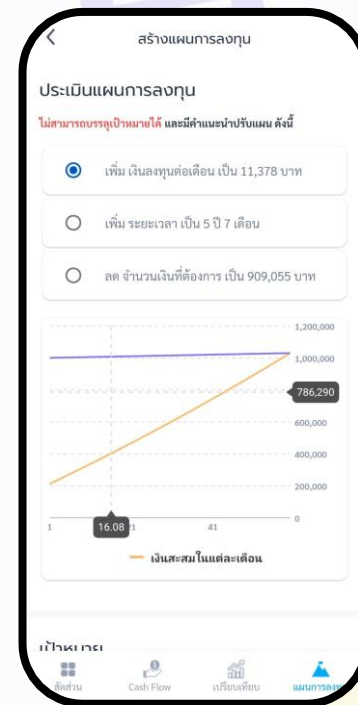 สร้างแผนการลงทุน
ประเมินแผนการลงทุน
ไม่สามารถบรรลุเป้าหมายได้ และมีคำแนะนำปรับแผน ดังนี้
เพิ่ม เงินลงทุนต่อเดือน เป็น 11,378 บาท
เพิ่ม ระยะเวลา เป็น 5 ปี 7 เดือน
ลด จำนวนเงินที่ต้องการ เป็น 909,055 บาท
1,200,000
1,000,000
786,290
600,000
400,000
200,000
0
1 16.08 41
เงินสะสมในแต่ละเดือน
เป้าหมาย
สัดส่วน Cash Flow เปรียบเทียบ แผนการลงทุน